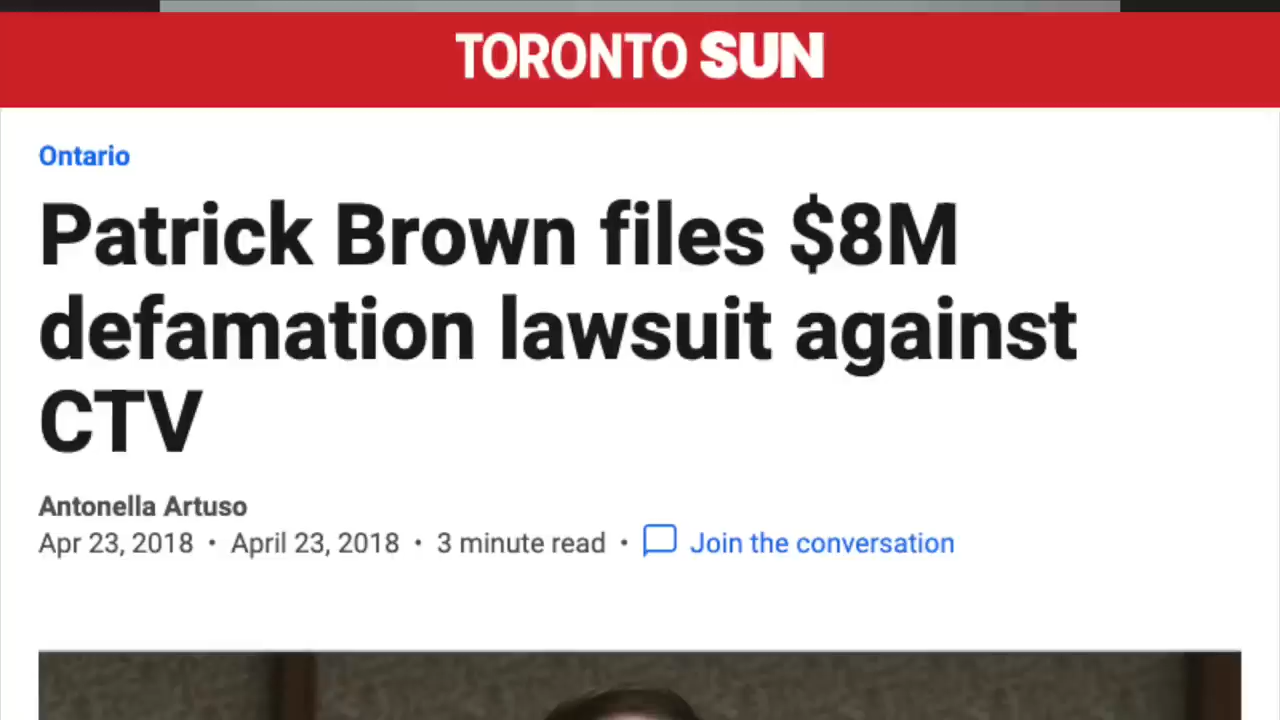 TORONTO SUN
Ontario
Patrick Brown files $8M
defamation lawsuit against
CTV
Antonella Artuso
Apr 23, 2018 • April 23, 2018 • 3 minute read • Join the conversation